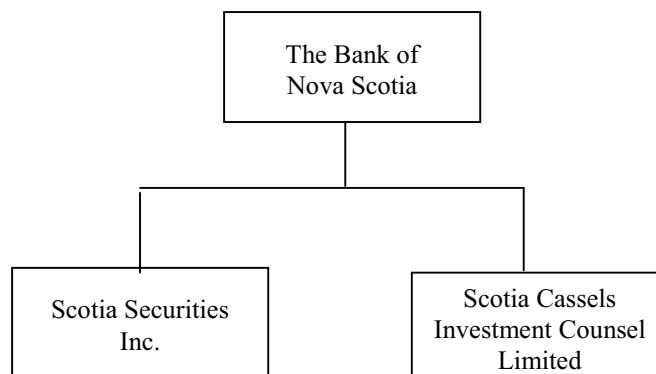 The Bank of
Nova Scotia
Scotia Securities
Inc.
Scotia Cassels
Investment Counsel
Limited